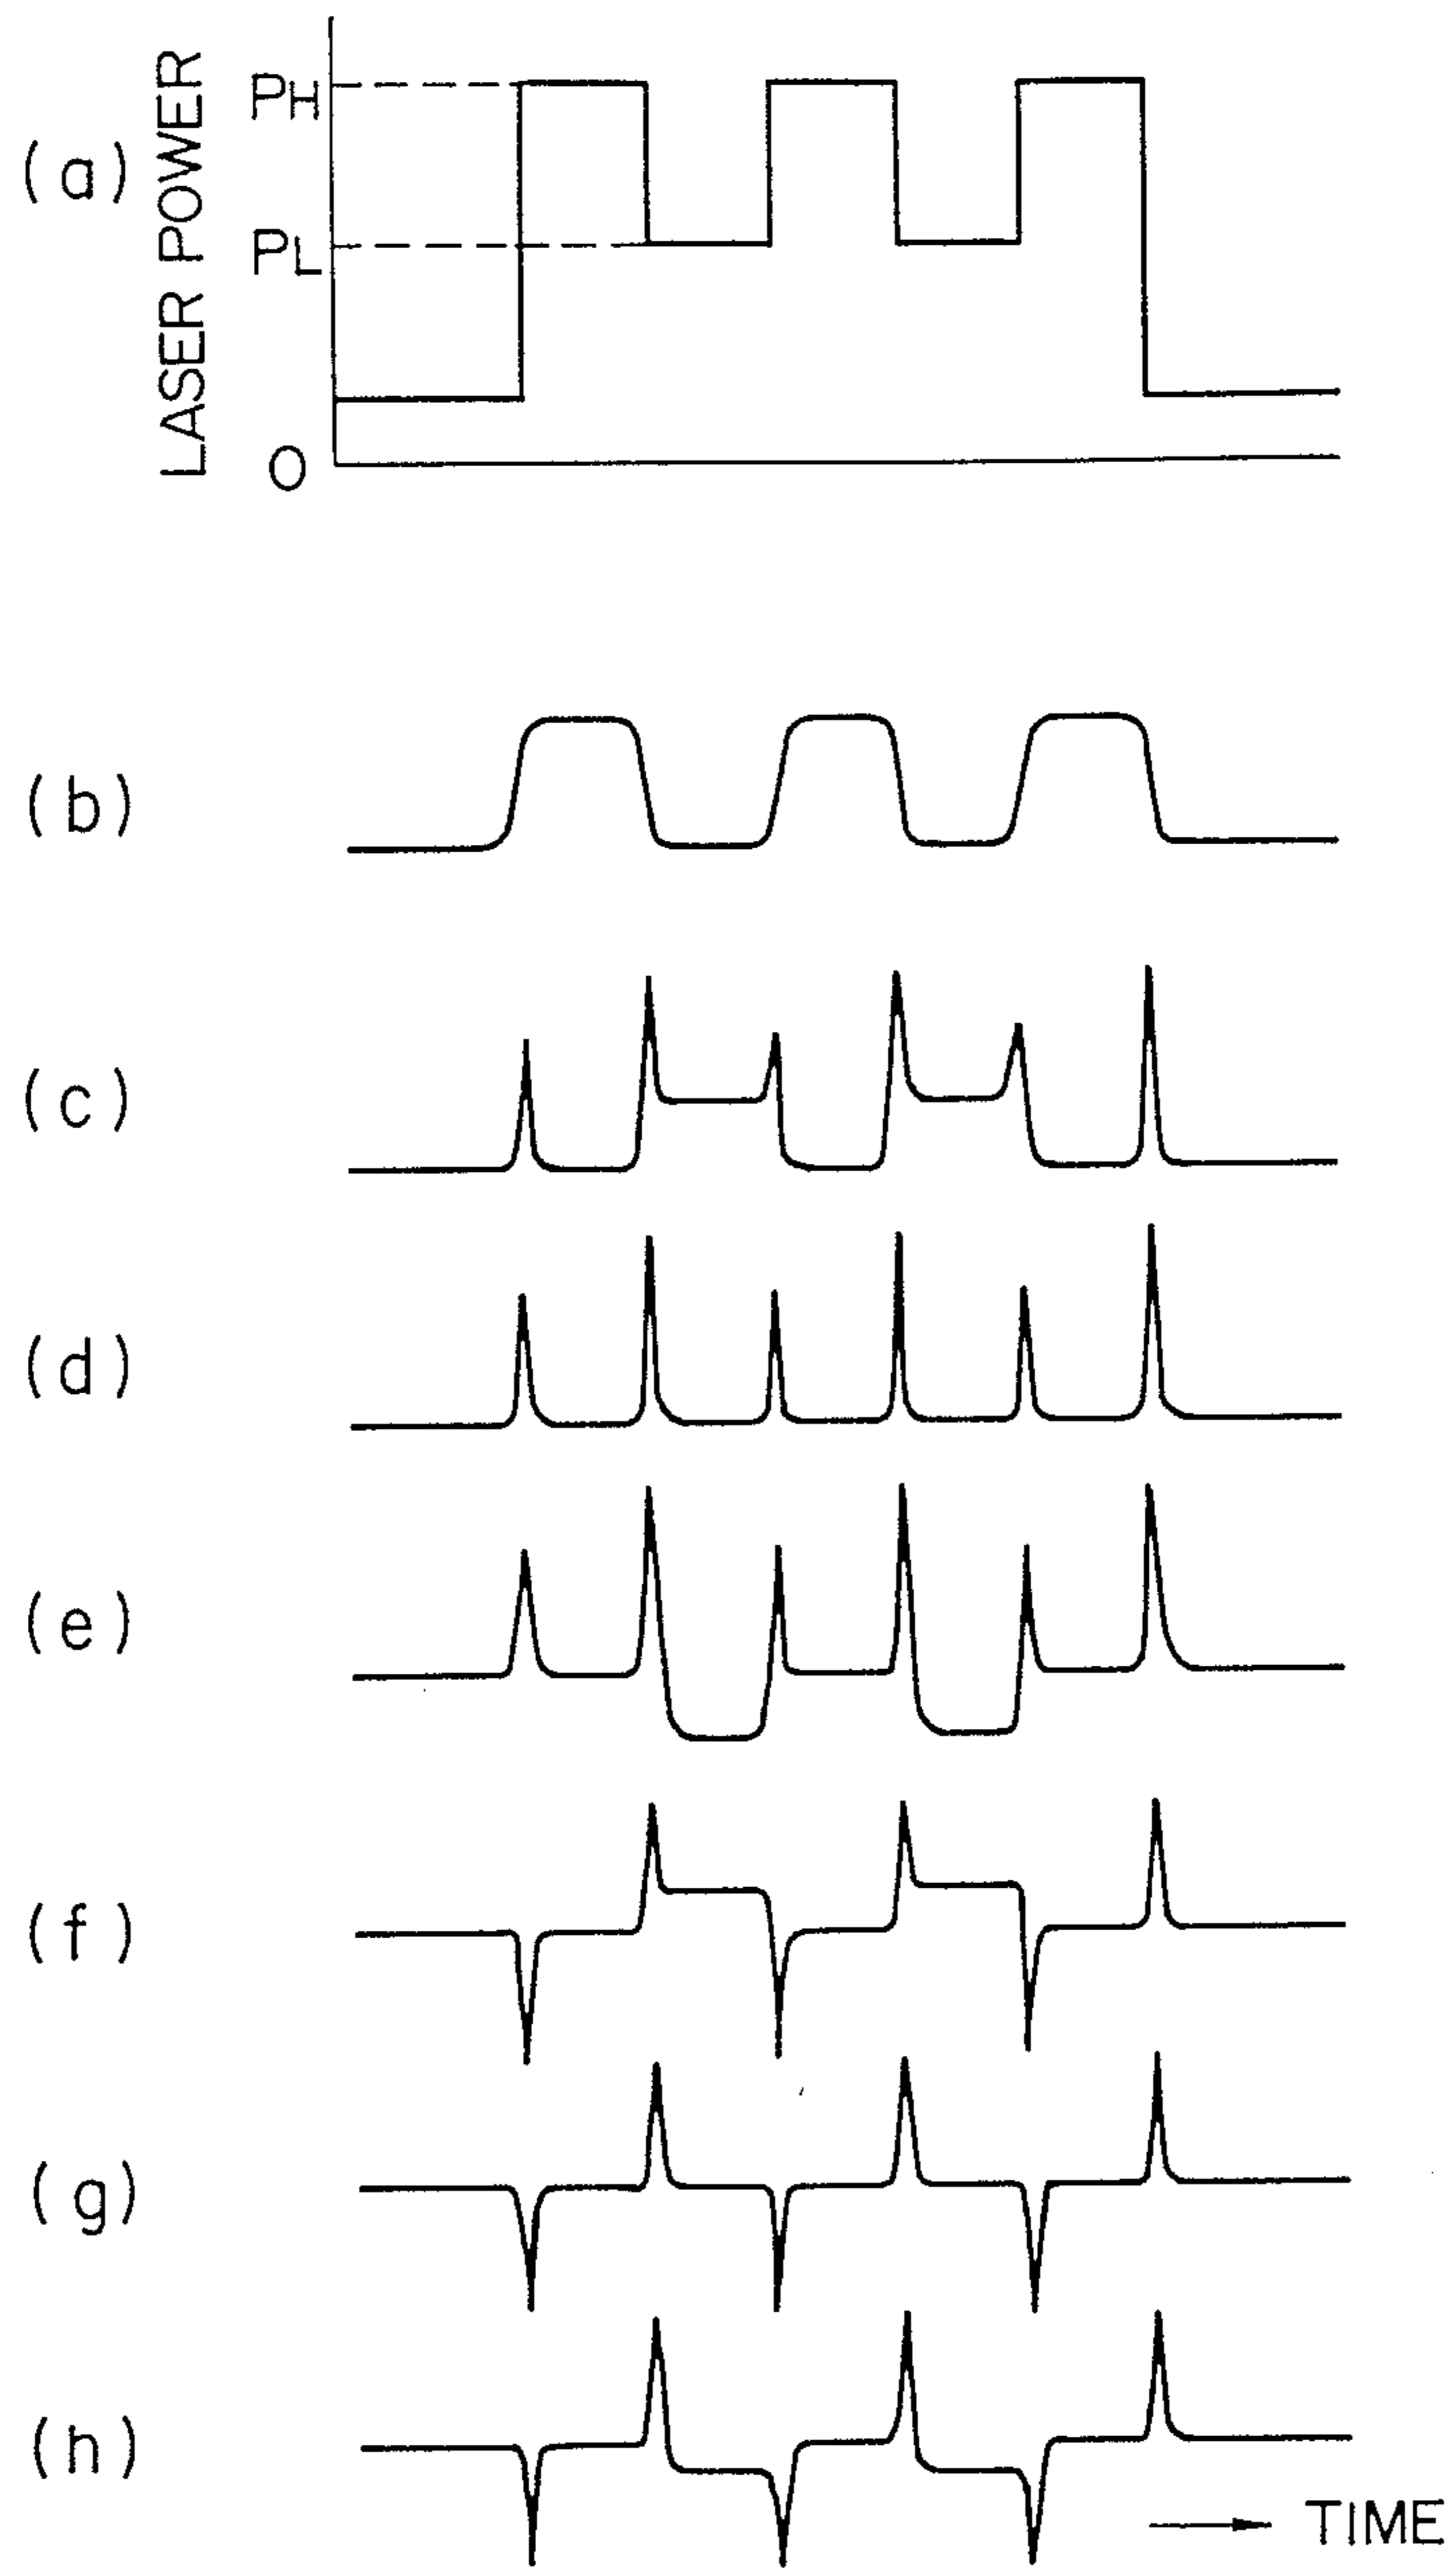 (a)
LASER POWER
PH
PL
O
(b)
(c)
(d)
(e)
(f)
(g)
(h)
TIME